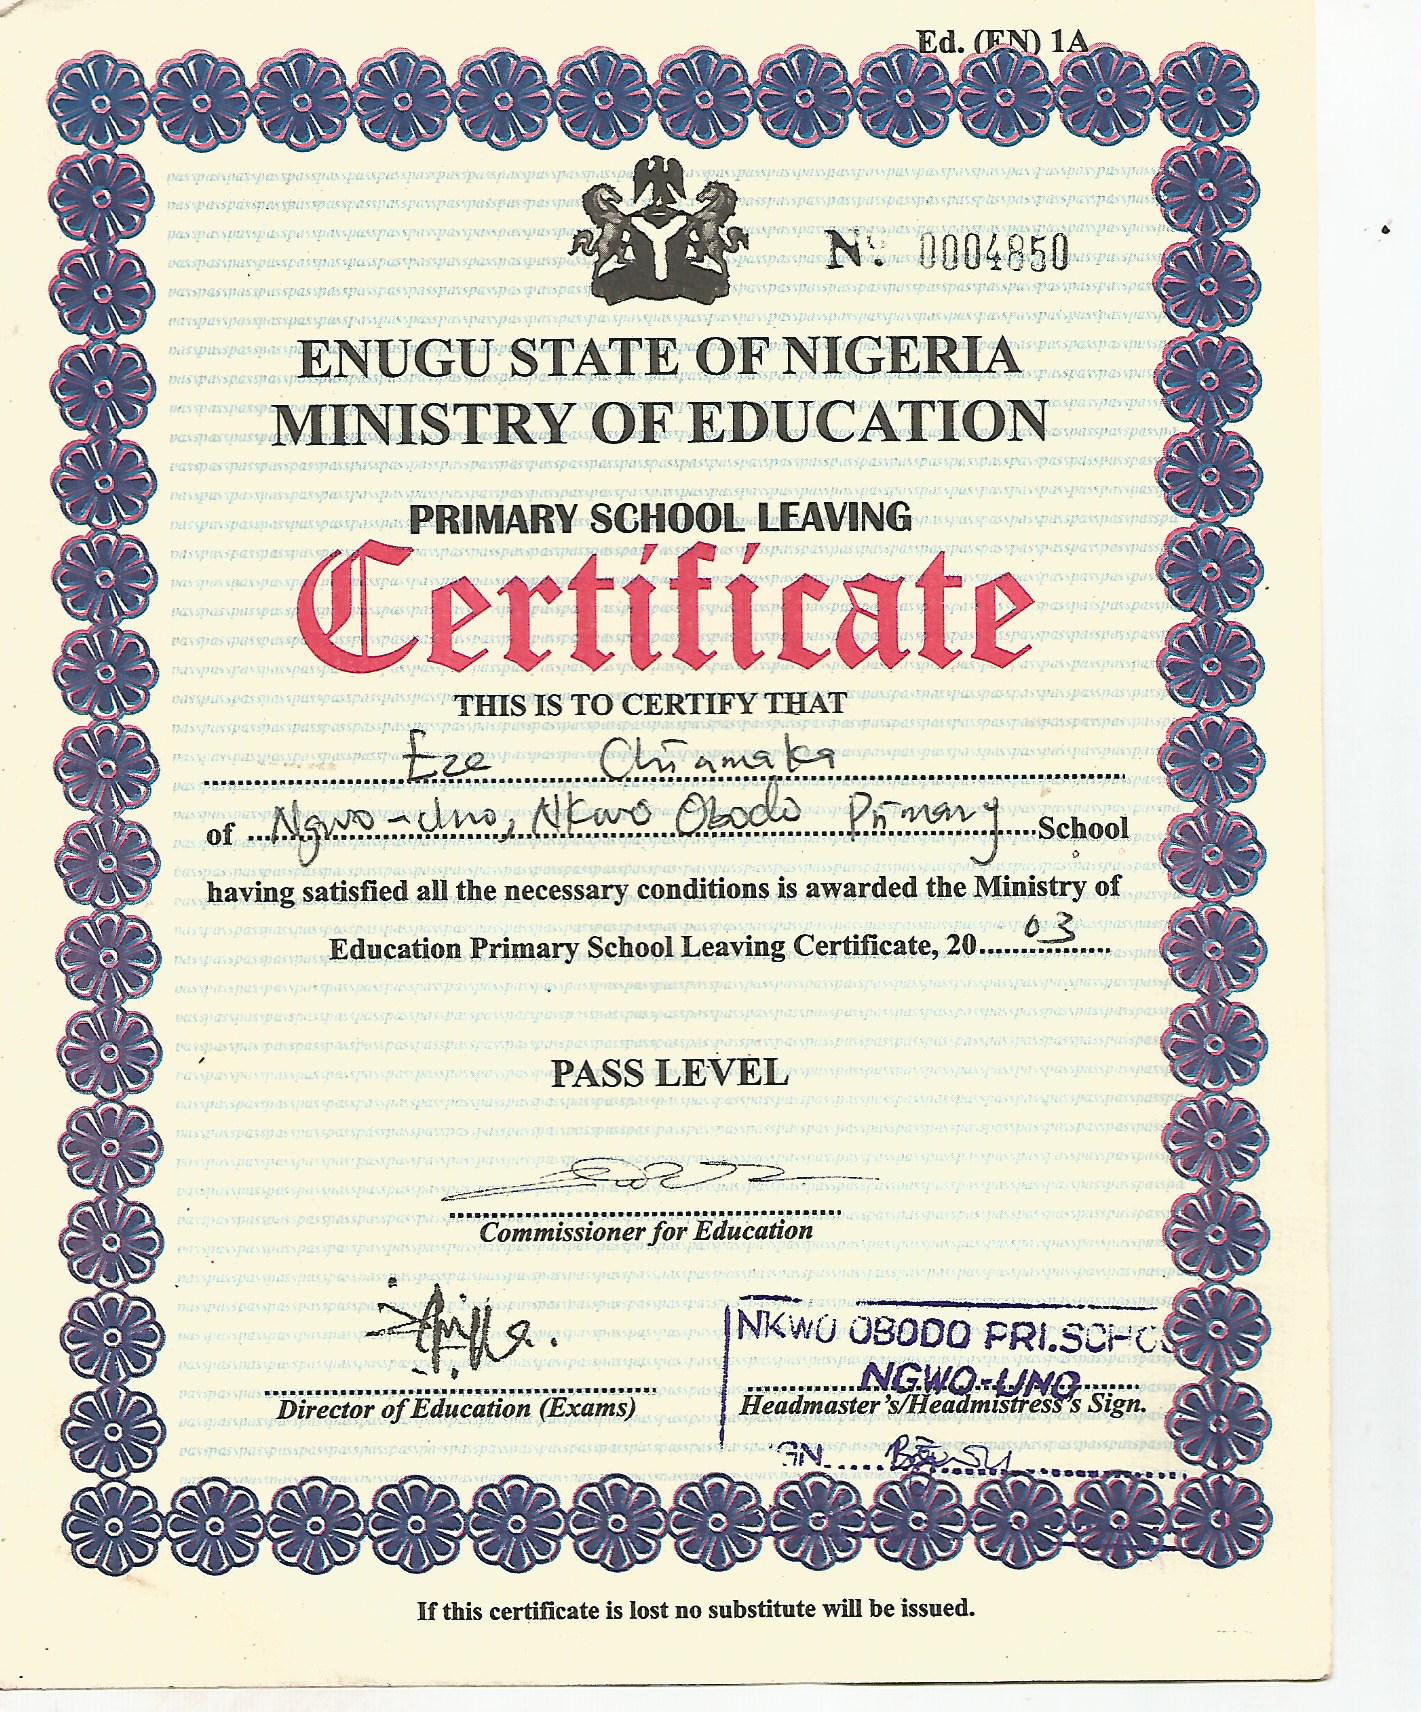 Ed. (EN) 1A
Nº 0004850
ENUGU STATE OF NIGERIA
MINISTRY OF EDUCATION
PRIMARY SCHOOL LEAVING
Certificate
THIS IS TO CERTIFY THAT
Eze Chiamaka
of Ngwo-Uno, Nkwo Obodo Primary School
having satisfied all the necessary conditions is awarded the Ministry of
Education Primary School Leaving Certificate, 20 03
PASS LEVEL
Commissioner for Education
NKWO OBODO PRI.SCHO
NGWO-UNO
Director of Education (Exams) Headmaster's/Headmistress's Sign.
GN
If this certificate is lost no substitute will be issued.